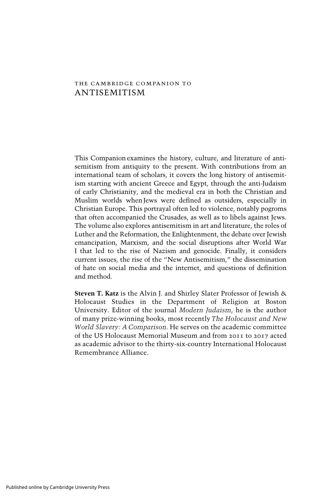 THE CAMBRIDGE COMPANION TO
ANTISEMITISM
This Companion examines the history, culture, and literature of anti-
semitism from antiquity to the present. With contributions from an
international team of scholars, it covers the long history of antisemit-
ism starting with ancient Greece and Egypt, through the anti-Judaism
of early Christianity, and the medieval era in both the Christian and
Muslim worlds when Jews were defined as outsiders, especially in
Christian Europe. This portrayal often led to violence, notably pogroms
that often accompanied the Crusades, as well as to libels against Jews.
The volume also explores antisemitism in art and literature, the roles of
Luther and the Reformation, the Enlightenment, the debate over Jewish
emancipation, Marxism, and the social disruptions after World War
I that led to the rise of Nazism and genocide. Finally, it considers
current issues, the rise of the “New Antisemitism,” the dissemination
of hate on social media and the internet, and questions of definition
and method.
Steven T. Katz is the Alvin J. and Shirley Slater Professor of Jewish &
Holocaust Studies in the Department of Religion at Boston
University. Editor of the journal Modern Judaism, he is the author
of many prize-winning books, most recently The Holocaust and New
World Slavery: A Comparison. He serves on the academic committee
of the US Holocaust Memorial Museum and from 2011 to 2017 acted
as academic advisor to the thirty-six-country International Holocaust
Remembrance Alliance.
Published online by Cambridge University Press